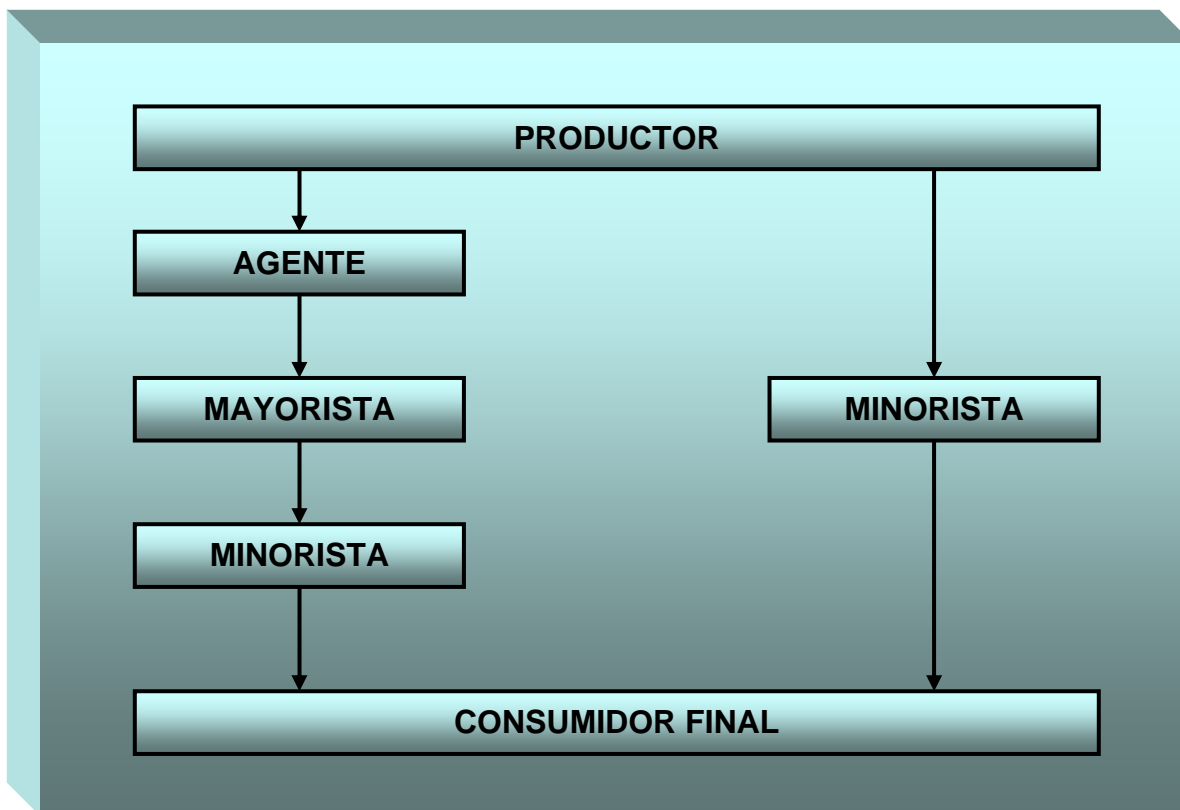 PRODUCTOR
AGENTE
MAYORISTA
MINORISTA
MINORISTA
CONSUMIDOR FINAL